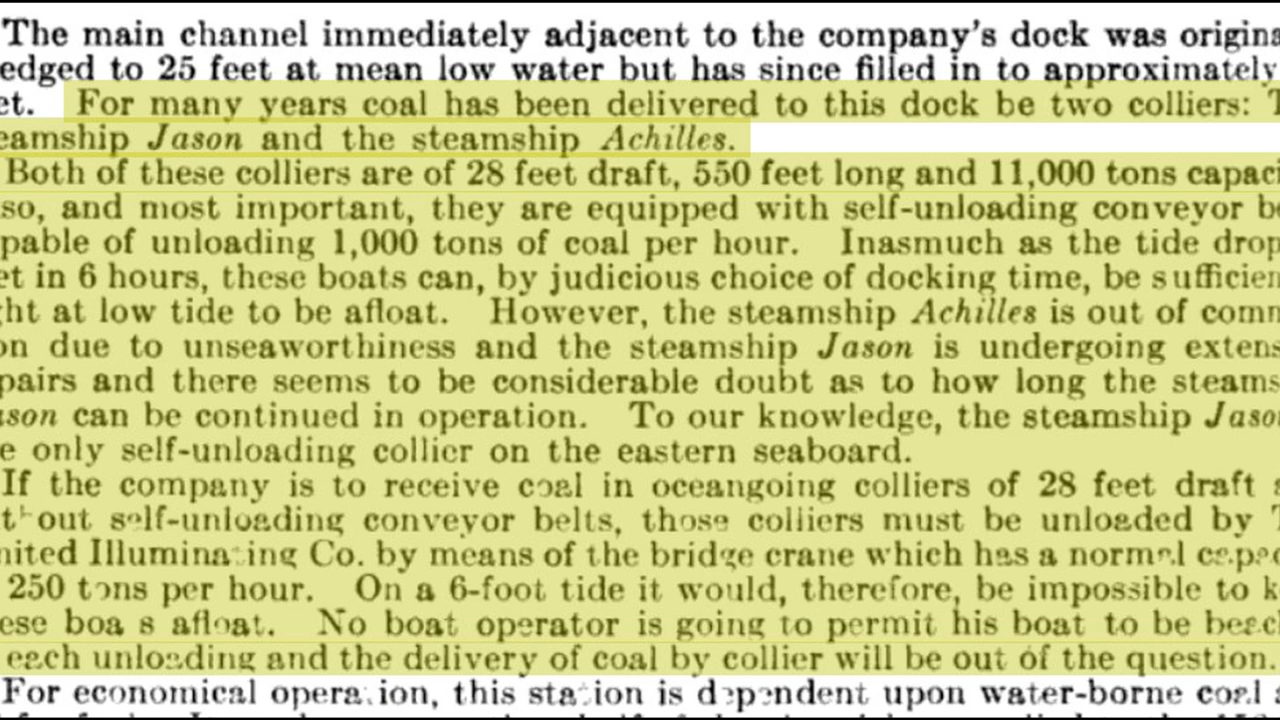 The main channel immediately adjacent to the company's dock was origina
edged to 25 feet at mean low water but has since filled in to approximately
et. For many years coal has been delivered to this dock be two colliers: T
eamship Jason and the steamship Achilles.
Both of these colliers are of 28 feet draft, 550 feet long and 11,000 tons capaci
so, and most important, they are equipped with self-unloading conveyor be
pable of unloading 1,000 tons of coal per hour. Inasmuch as the tide drop
et in 6 hours, these boats can, by judicious choice of docking time, be sufficien
ght at low tide to be afloat. However, the steamship Achilles is out of comm
on due to unseaworthiness and the steamship Jason is undergoing extens
pairs and there seems to be considerable doubt as to how long the steams
ason can be continued in operation. To our knowledge, the steamship Jason
e only self-unloading collier on the eastern seaboard.
If the company is to receive coal in oceangoing colliers of 28 feet draft a
t out self-unloading conveyor belts, those colliers must be unloaded by T
nited Illuminating Co. by means of the bridge crane which has a normal capac
250 tons per hour. On a 6-foot tide it would, therefore, be impossible to k
ese boa s afloat. No boat operator is going to permit his boat to be beach
each unloading and the delivery of coal by collier will be out of the question.
For economical operation, this station is dependent upon water-borne coal a